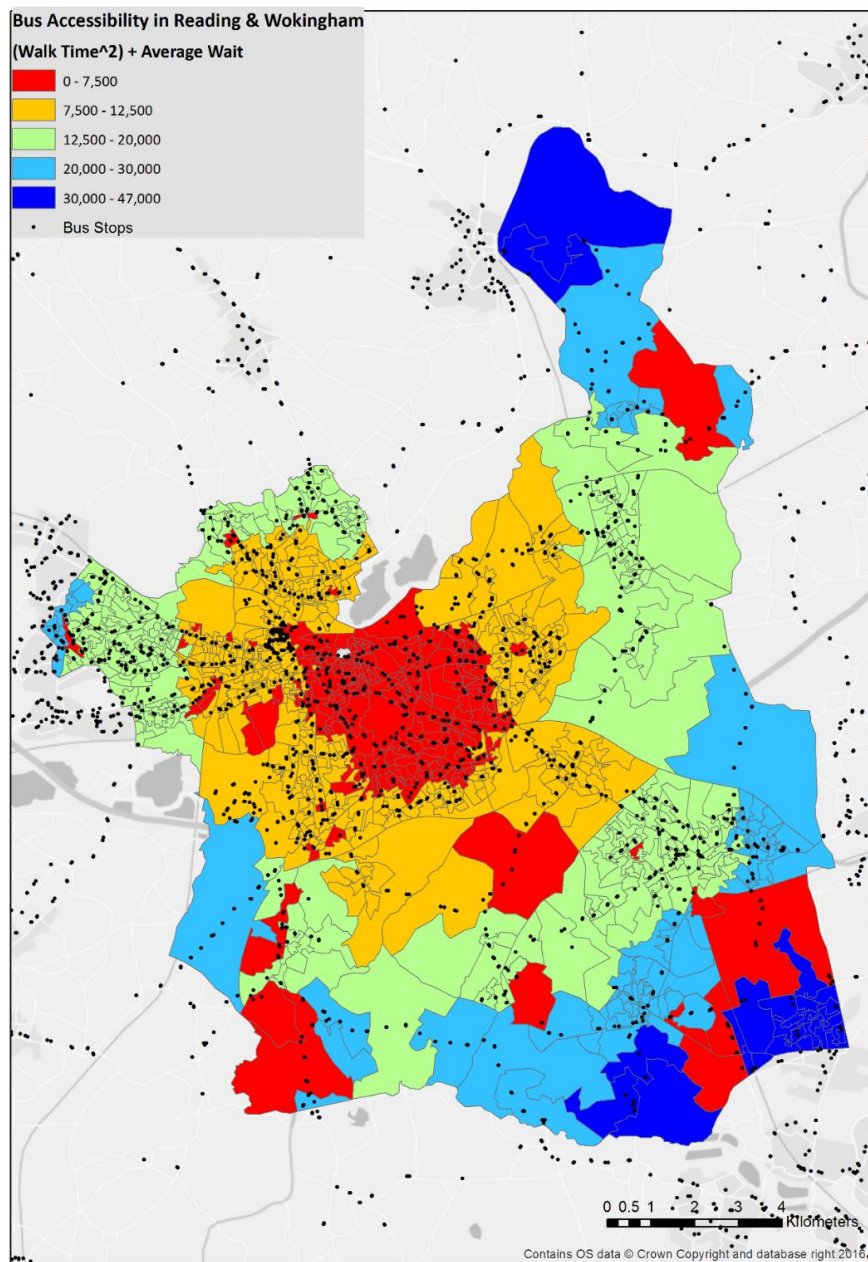 Bus Accessibility in Reading & Wokingham
(Walk Time^2) + Average Wait
0 - 7,500
7,500 - 12,500
12,500 - 20,000
20,000 - 30,000
30,000 - 47,000
Bus Stops
0 0.5 1 2 3 4
Kilometers
Contains OS data © Crown Copyright and database right 2016